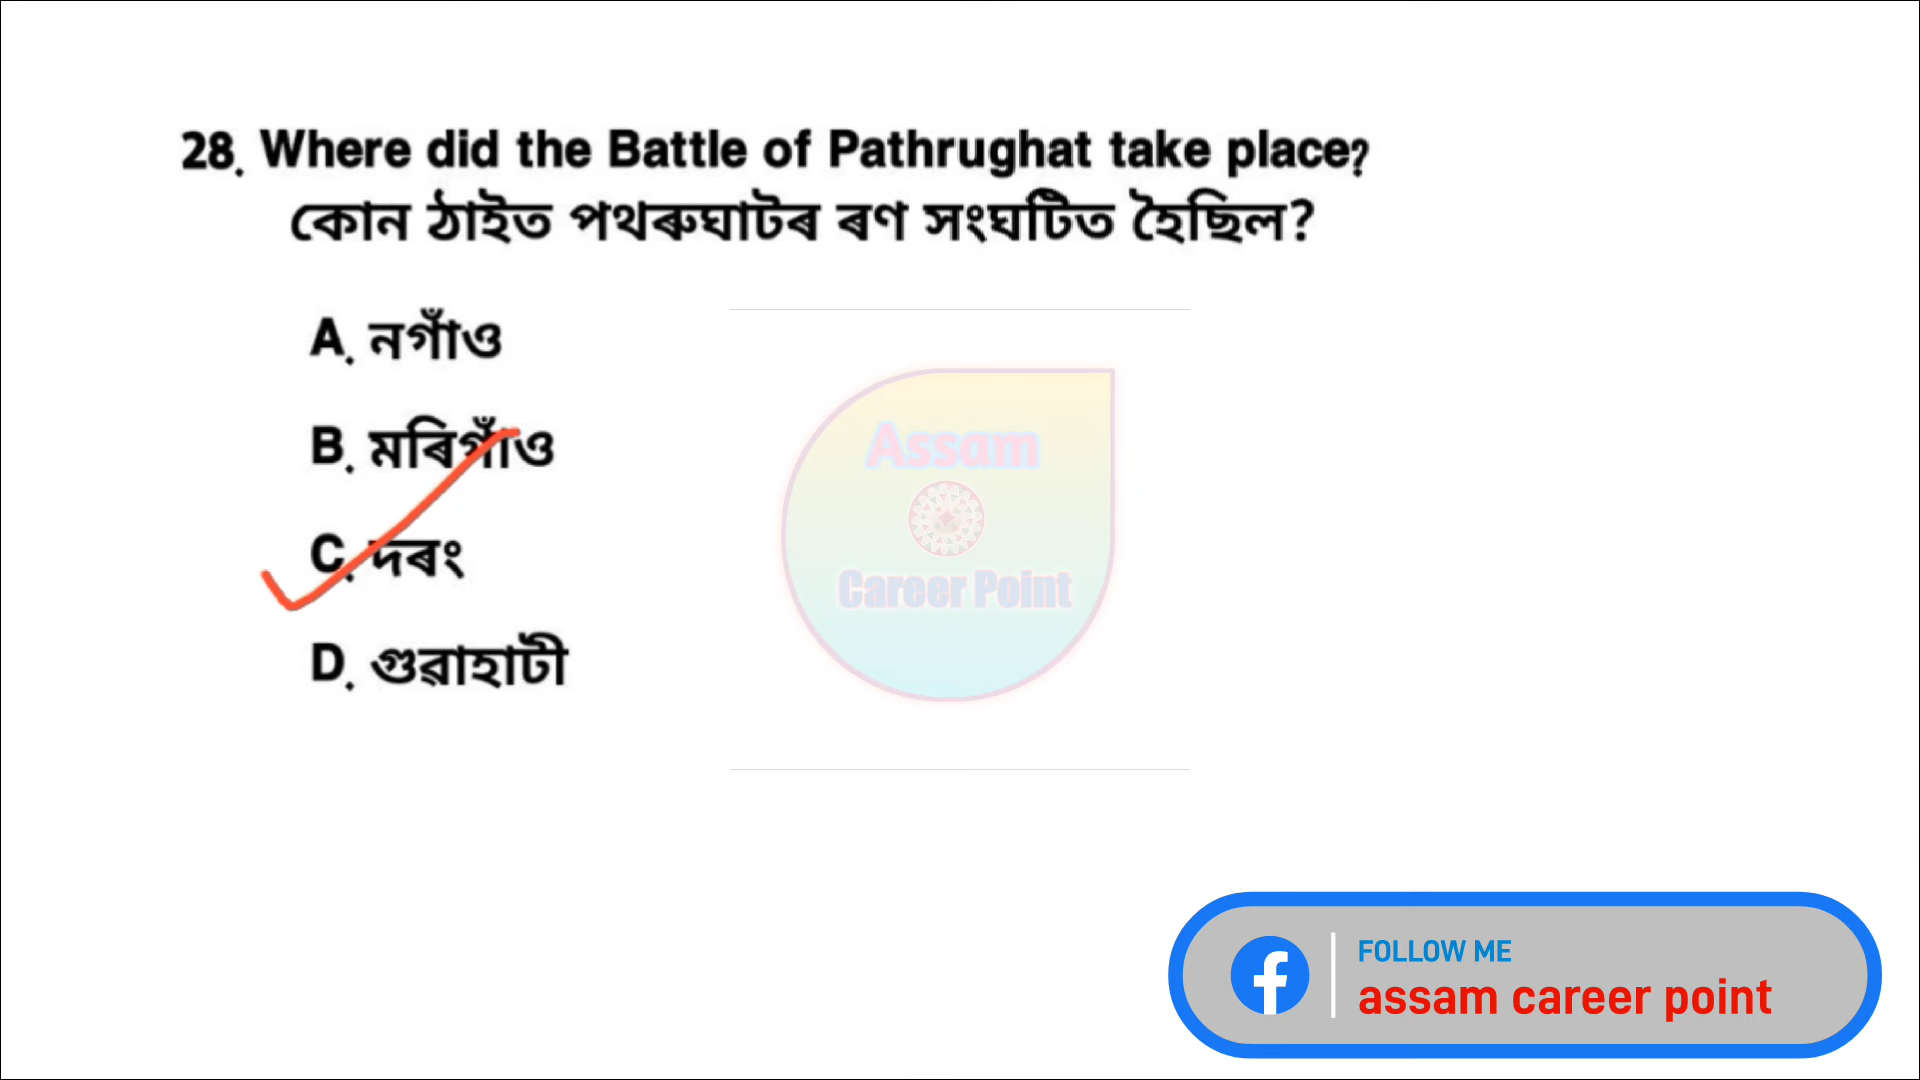 28. Where did the Battle of Pathrughat take place?
কোন ঠাইত পথৰুঘাটৰ ৰণ সংঘটিত হৈছিল?
A. নগাঁও
B. মৰিগাঁও
C. দৰং
D. গুৱাহাটী
Assam
Career Point
FOLLOW ME
assam career point